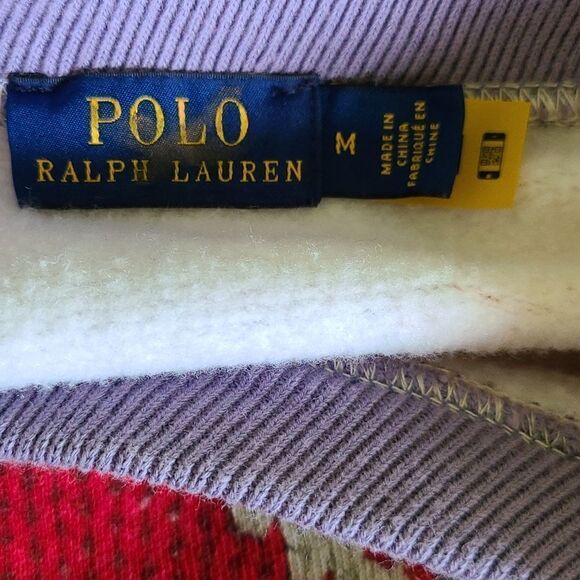 POLO
RALPH LAUREN
M
MADE IN
CHINA
FABRIQUÉ EN
CHINE